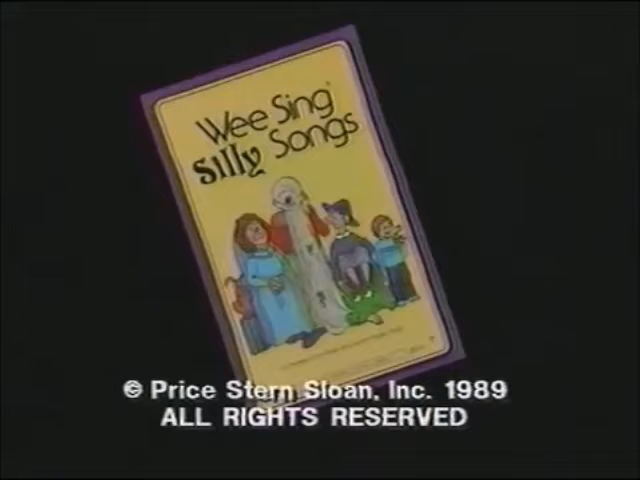 Wee Sing
Silly Songs
© Price Stern Sloan, Inc. 1989
ALL RIGHTS RESERVED